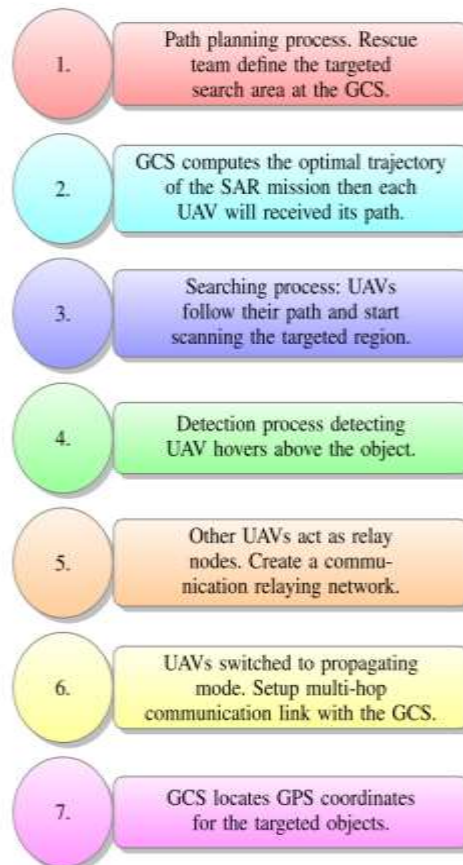 1.
Path planning process. Rescue
team define the targeted
search area at the GCS.
2.
GCS computes the optimal trajectory
of the SAR mission then each
UAV will received its path.
3.
Searching process: UAVs
follow their path and start
scanning the targeted region.
4.
Detection process detecting
UAV hovers above the object.
5.
Other UAVs act as relay
nodes. Create a commu-
nication relaying network.
6.
UAVs switched to propagating
mode. Setup multi-hop
communication link with the GCS.
7.
GCS locates GPS coordinates
for the targeted objects.